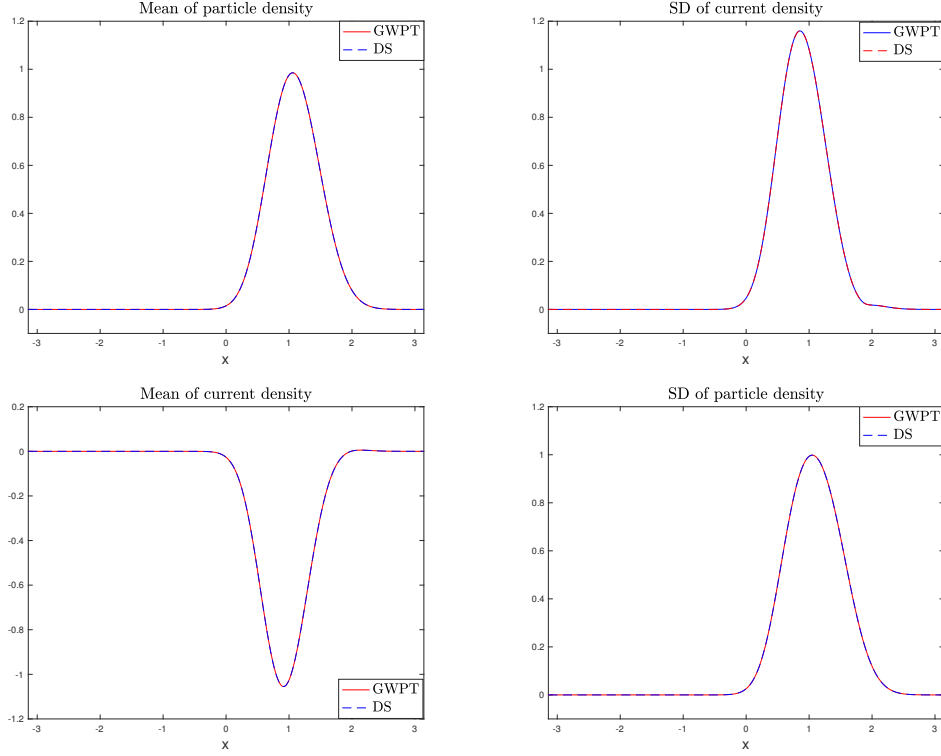 Mean of particle density
1.2
1
0.8
0.6
0.4
0.2
0
-3 -2 -1 0 1 2 3
x
GWPT
DS
SD of current density
1.2
1
0.8
0.6
0.4
0.2
0
-3 -2 -1 0 1 2 3
x
GWPT
DS
Mean of current density
0.2
0
-0.2
-0.4
-0.6
-0.8
-1
-1.2
-3 -2 -1 0 1 2 3
x
GWPT
DS
SD of particle density
1.2
1
0.8
0.6
0.4
0.2
0
-3 -2 -1 0 1 2 3
x
GWPT
DS